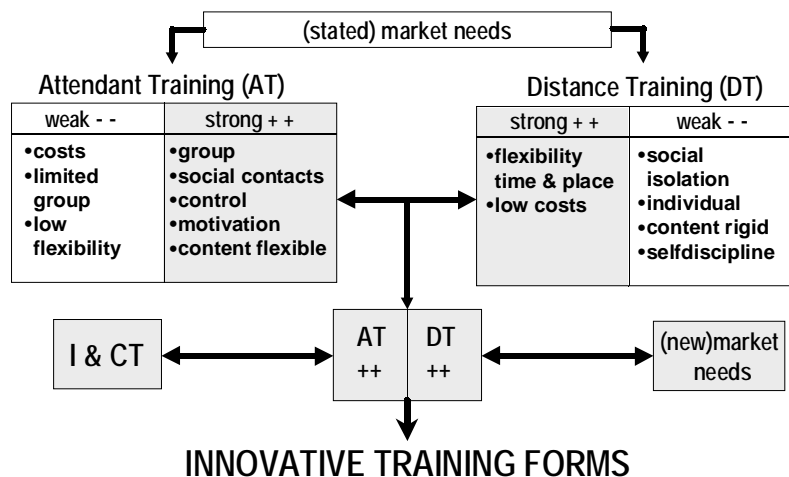 (stated) market needs
Attendant Training (AT)
weak - -
•costs
•limited
group
•low
flexibility
strong + +
•group
•social contacts
•control
•motivation
•content flexible
Distance Training (DT)
strong + +
•flexibility
time & place
•low costs
weak - -
•social
isolation
•individual
•content rigid
•selfdiscipline
I & CT
AT
++
DT
++
(new)market
needs
INNOVATIVE TRAINING FORMS